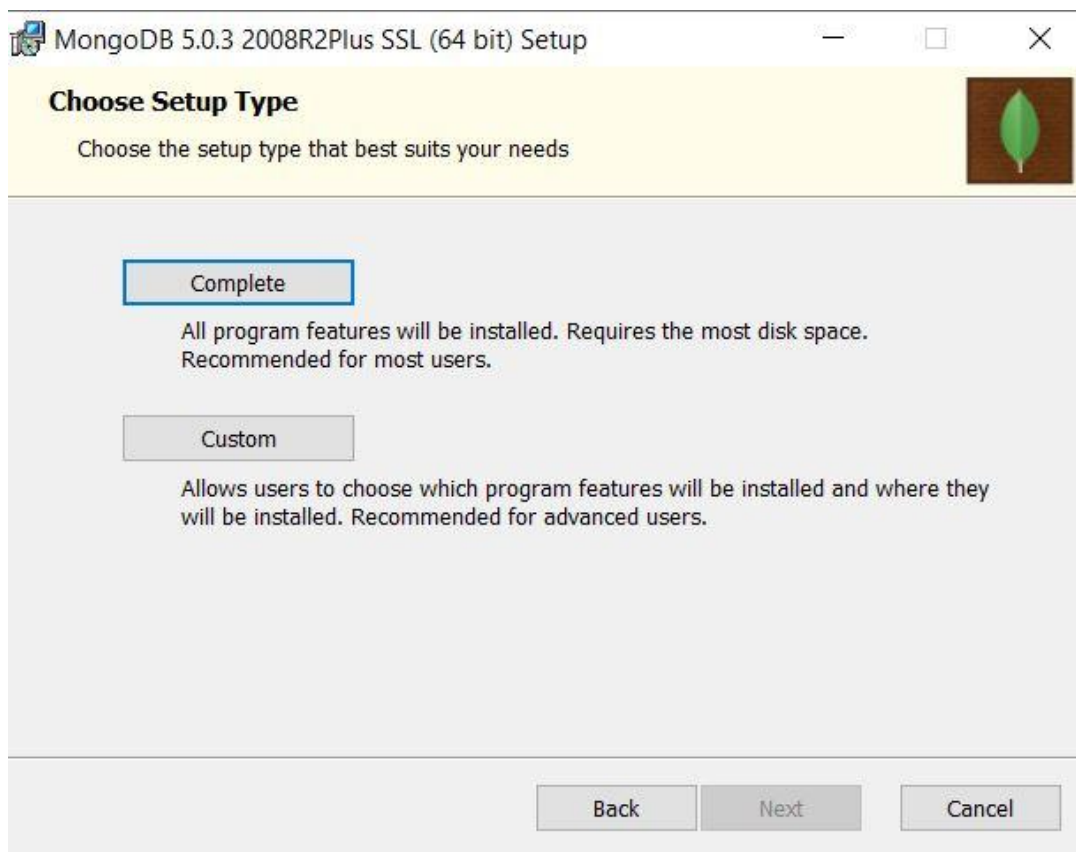 MongoDB 5.0.3 2008R2Plus SSL (64 bit) Setup
Choose Setup Type
Choose the setup type that best suits your needs
Complete
All program features will be installed. Requires the most disk space.
Recommended for most users.
Custom
Allows users to choose which program features will be installed and where they
will be installed. Recommended for advanced users.
Back
Next
Cancel